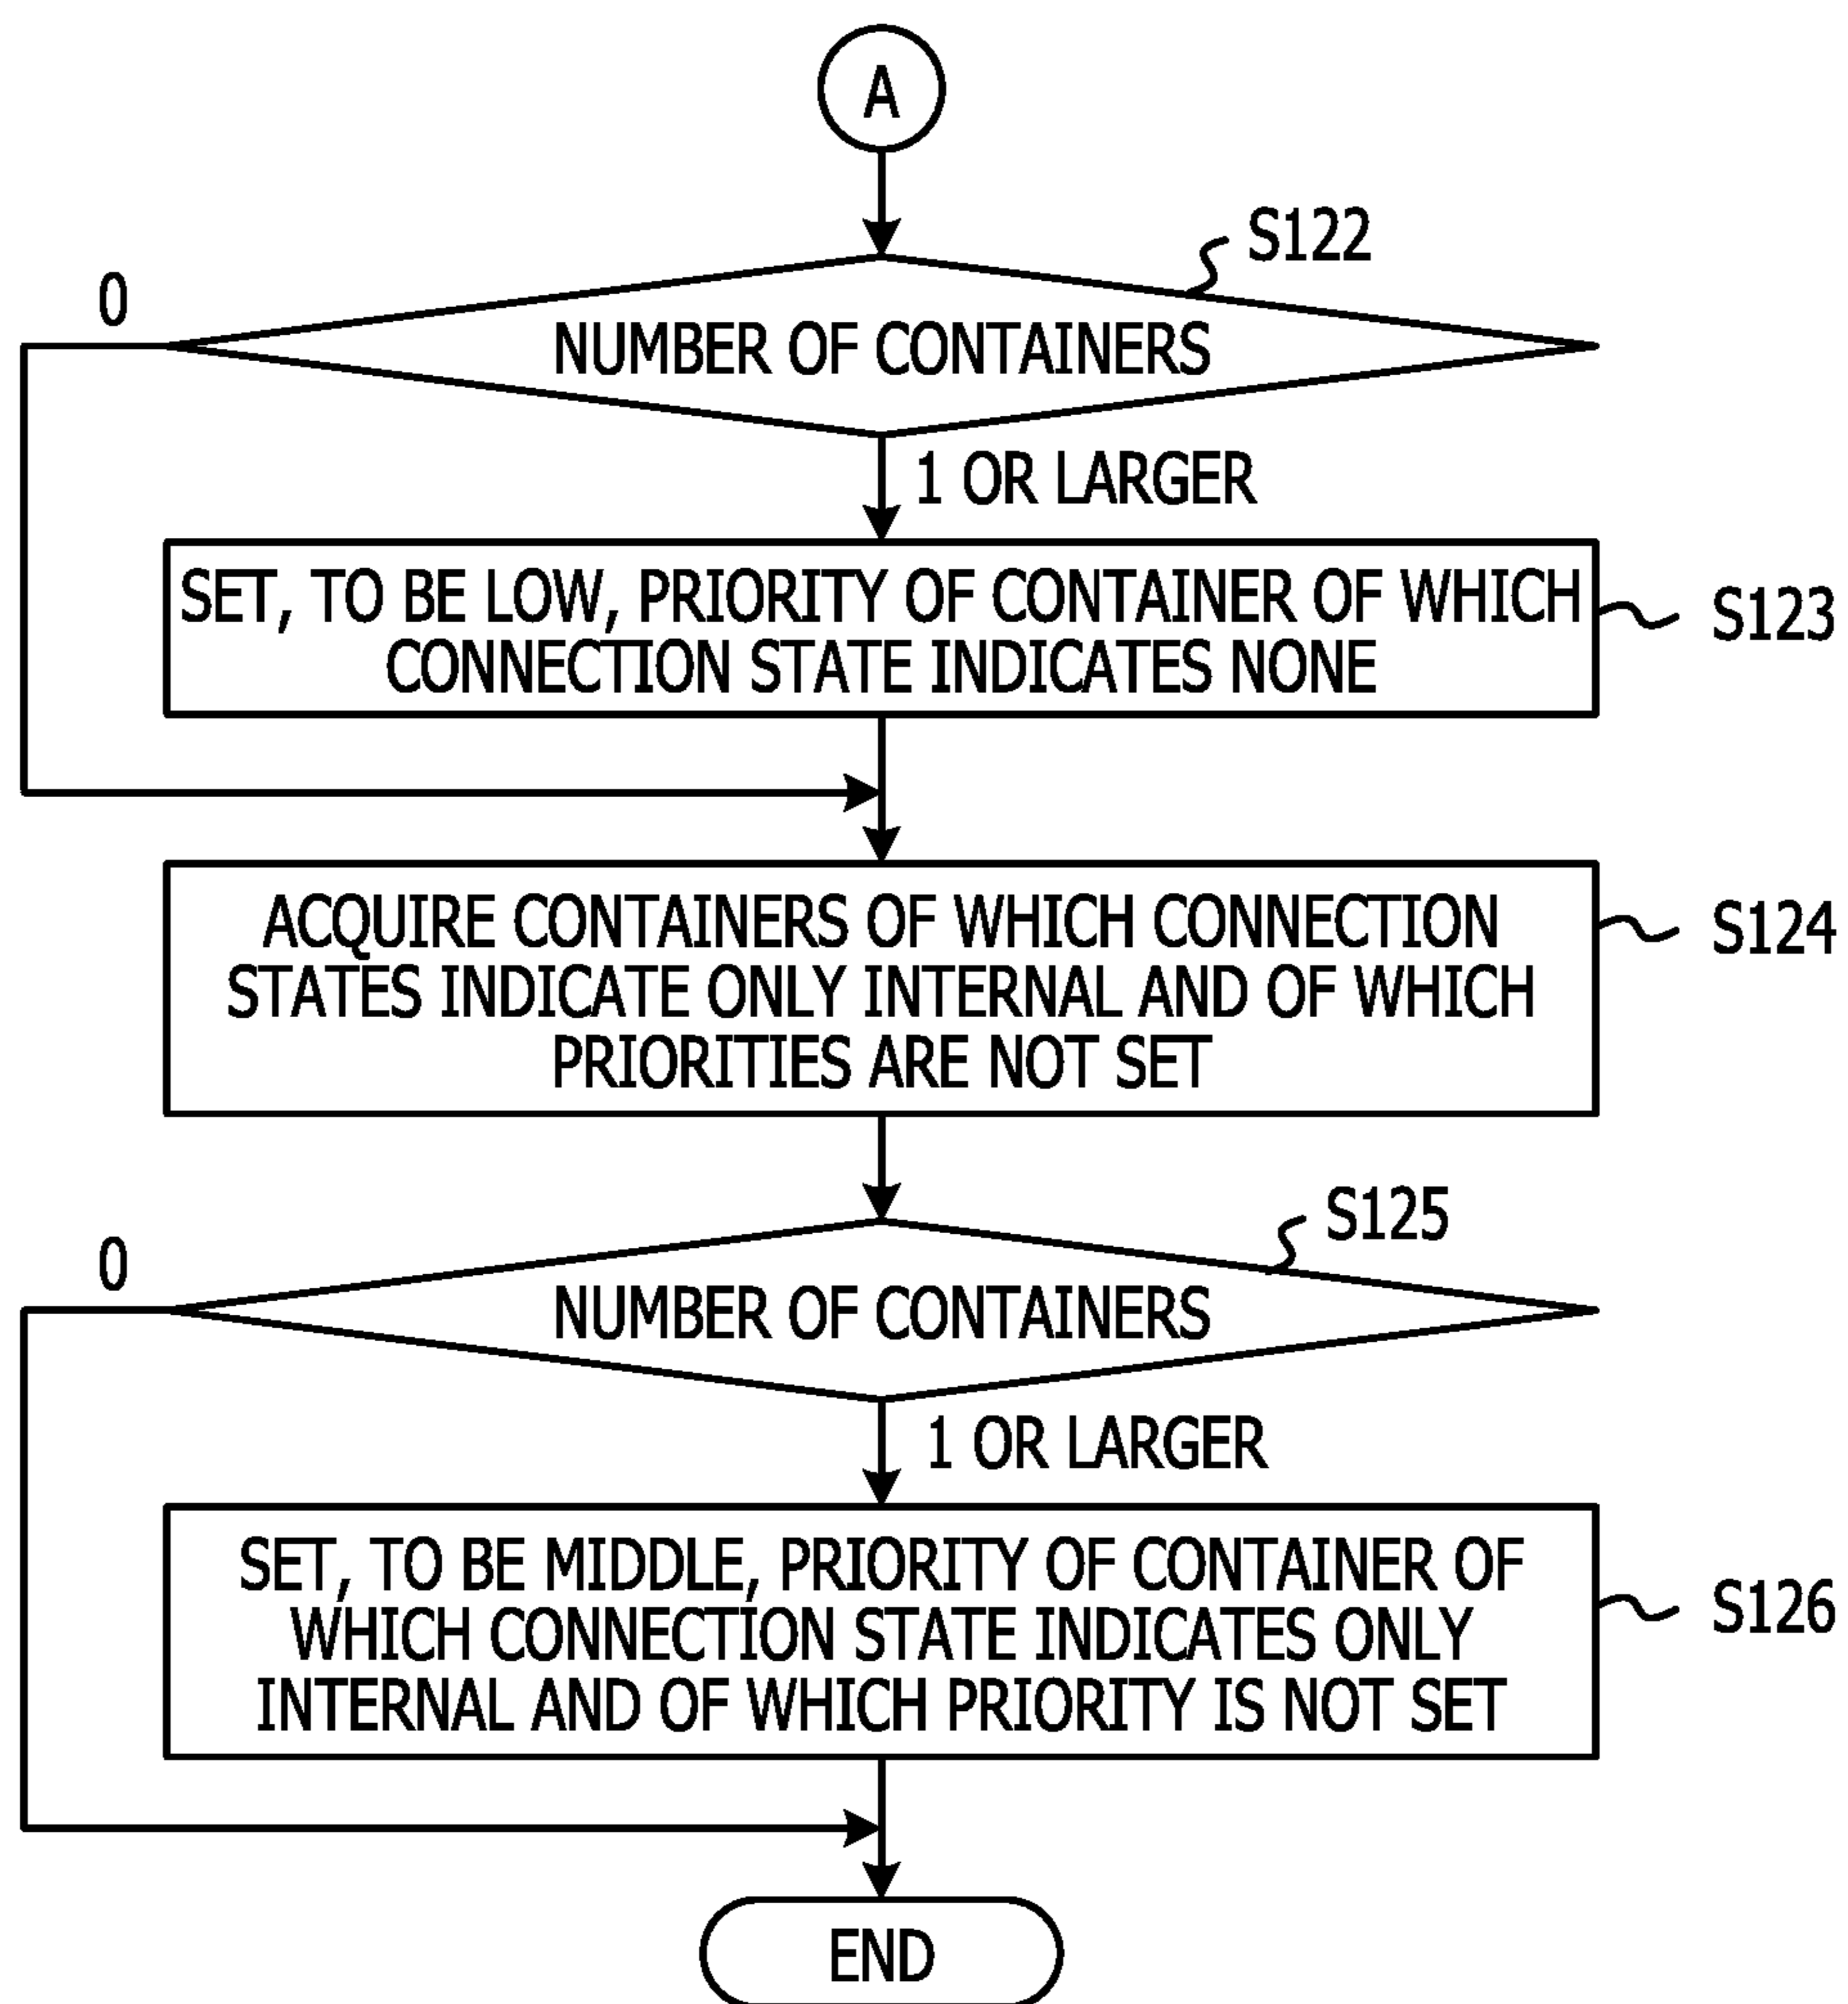 A
S122
0
NUMBER OF CONTAINERS
1 OR LARGER
SET, TO BE LOW, PRIORITY OF CONTAINER OF WHICH
CONNECTION STATE INDICATES NONE
S123
ACQUIRE CONTAINERS OF WHICH CONNECTION
STATES INDICATE ONLY INTERNAL AND OF WHICH
PRIORITIES ARE NOT SET
S124
S125
0
NUMBER OF CONTAINERS
1 OR LARGER
SET, TO BE MIDDLE, PRIORITY OF CONTAINER OF
WHICH CONNECTION STATE INDICATES ONLY
INTERNAL AND OF WHICH PRIORITY IS NOT SET
S126
END